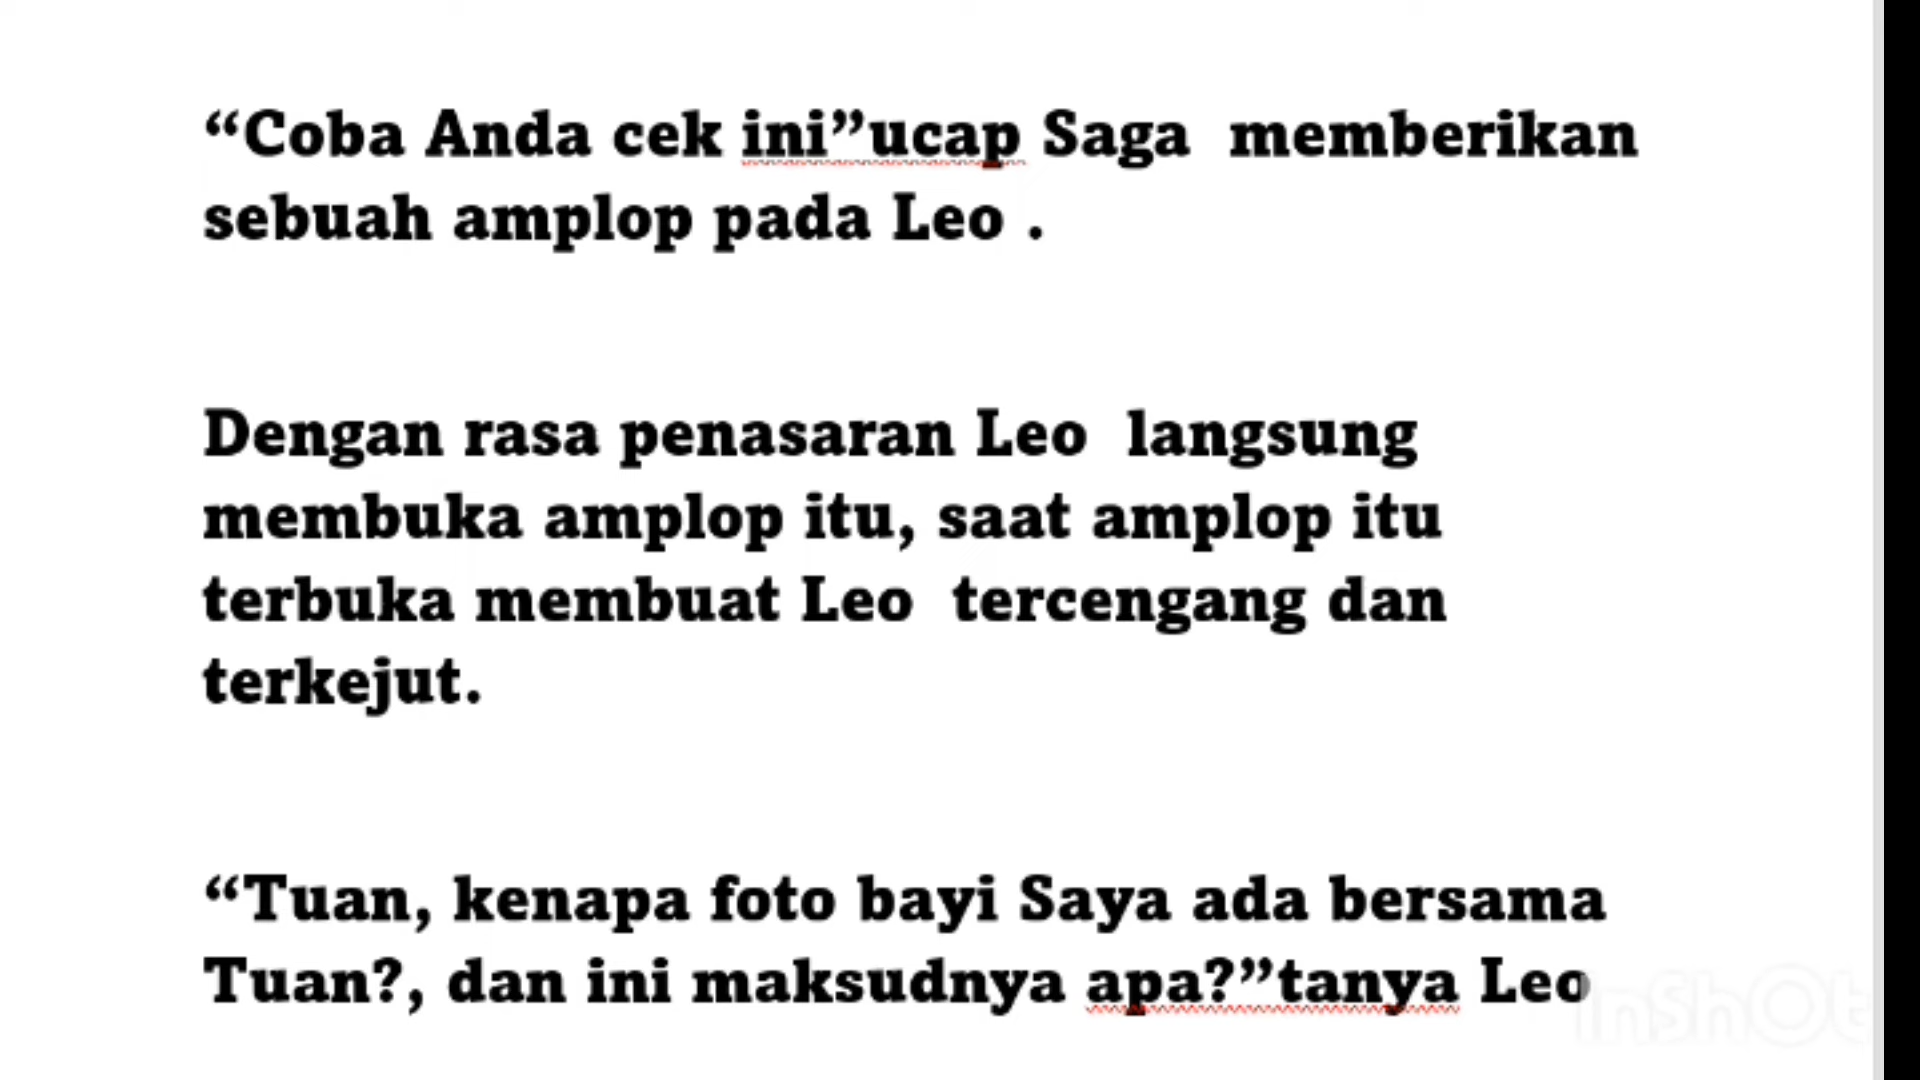 “Coba Anda cek ini”ucap Saga  memberikan
sebuah amplop pada Leo .
Dengan rasa penasaran Leo  langsung
membuka amplop itu, saat amplop itu
terbuka membuat Leo  tercengang dan
terkejut.
“Tuan, kenapa foto bayi Saya ada bersama
Tuan?, dan ini maksudnya apa?”tanya Leo
InShOt